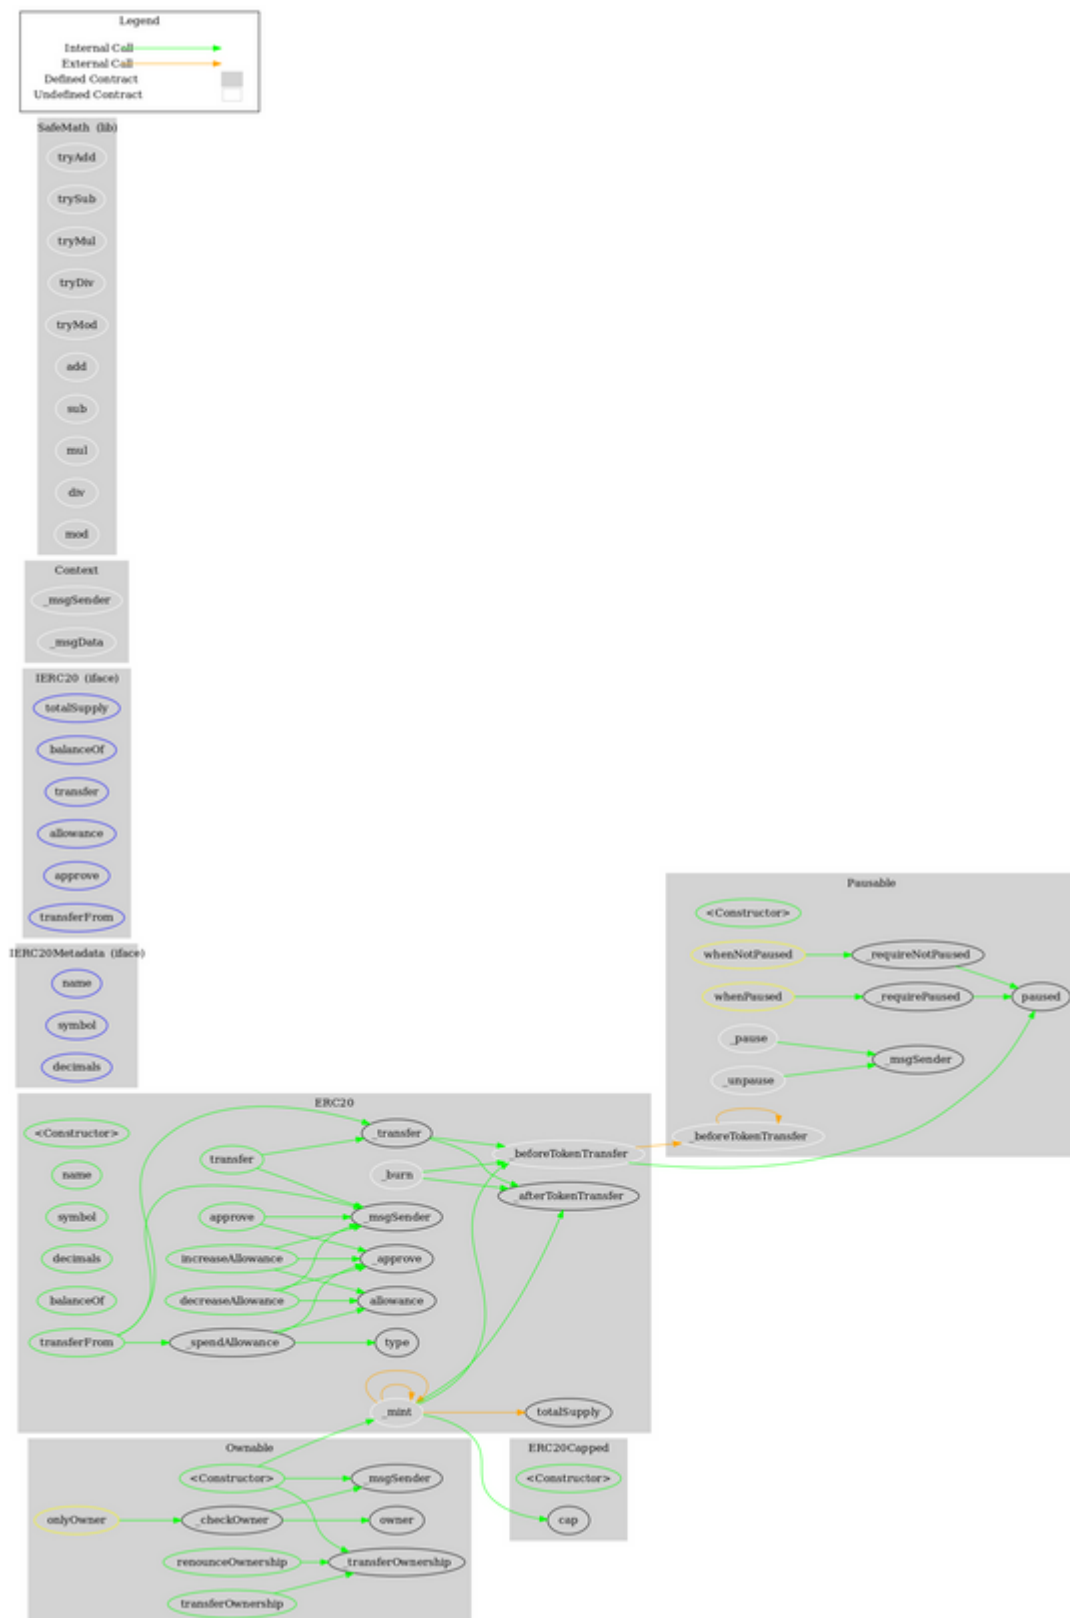 Legend
Internal Call
External Call
Defined Contract
Undefined Contract
SafeMath (lib)
tryAdd
trySub
tryMul
tryDiv
tryMod
add
sub
mul
div
mod
Context
_msgSender
_msgData
IERC20 (iface)
totalSupply
balanceOf
transfer
allowance
approve
transferFrom
IERC20Metadata (iface)
name
symbol
decimals
Pausable
<Constructor>
whenNotPaused
_requireNotPaused
whenPaused
_requirePaused
paused
_pause
_msgSender
_unpause
_beforeTokenTransfer
ERC20
<Constructor>
_transfer
name
transfer
_burn
_beforeTokenTransfer
_afterTokenTransfer
symbol
approve
_msgSender
decimals
increaseAllowance
_approve
balanceOf
decreaseAllowance
allowance
transferFrom
_spendAllowance
type
_mint
totalSupply
Ownable
<Constructor>
_msgSender
onlyOwner
_checkOwner
owner
renounceOwnership
_transferOwnership
transferOwnership
ERC20Capped
<Constructor>
cap